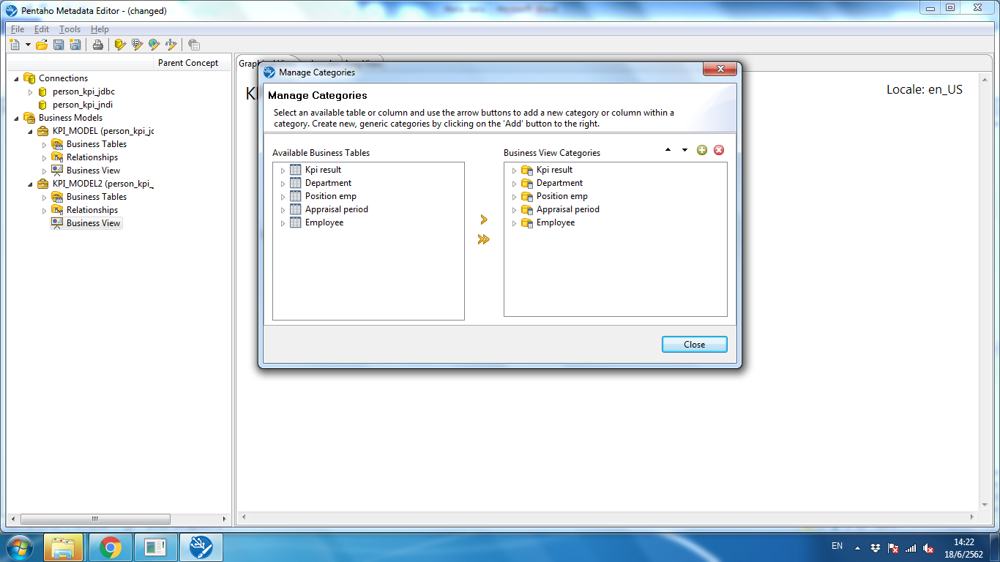 Pentaho Metadata Editor - (changed)
File Edit Tools Help
Parent Concept
Connections
person_kpi_jdbc
person_kpi_jndi
Business Models
KPI_MODEL (person_kpi_jc
Business Tables
Relationships
Business View
KPI_MODEL2 (person_kpi_
Business Tables
Relationships
Business View
Locale: en_US
Manage Categories
Manage Categories
Select an available table or column and use the arrow buttons to add a new category or column within a
category. Create new, generic categories by clicking on the 'Add' button to the right.
Available Business Tables
Kpi result
Department
Position emp
Appraisal period
Employee
Business View Categories
Kpi result
Department
Position emp
Appraisal period
Employee
Close
EN
14:22
18/6/2562